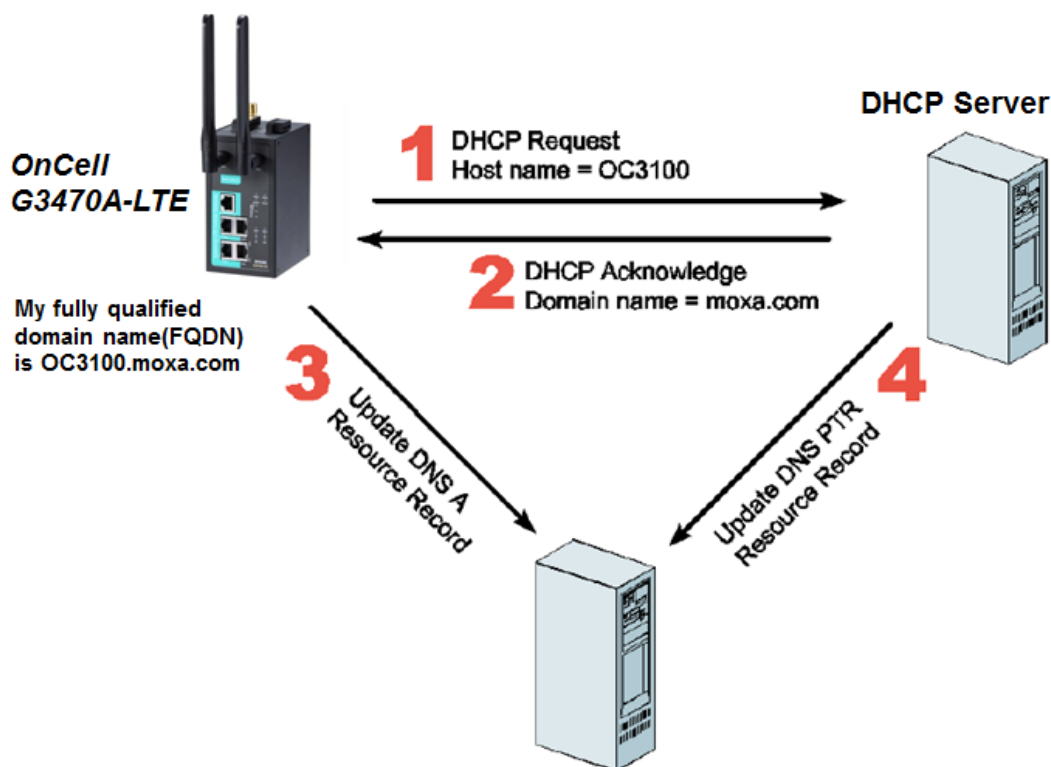 DHCP Server
OnCell
G3470A-LTE
1
DHCP Request
Host name = OC3100
2
DHCP Acknowledge
Domain name = moxa.com
My fully qualified
domain name(FQDN)
is OC3100.moxa.com
3
Update DNS A
Resource Record
4
Update DNS PTR
Resource Record